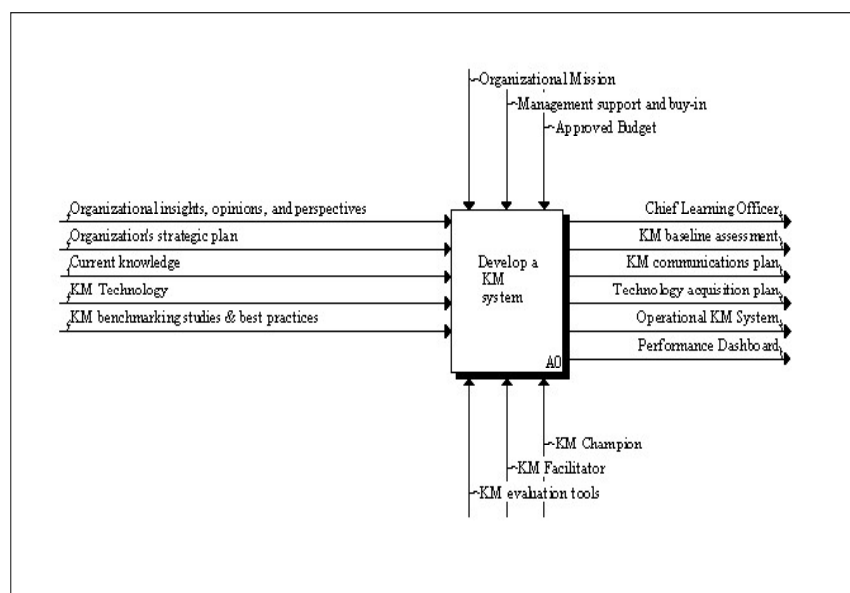 Organizational Mission
Management support and buy-in
Approved Budget
Organizational insights, opinions, and perspectives
Organization's strategic plan
Current knowledge
KM Technology
KM benchmarking studies & best practices
Develop a
KM
system
A0
Chief Learning Officer
KM baseline assessment
KM communications plan
Technology acquisition plan
Operational KM System
Performance Dashboard
KM Champion
KM Facilitator
KM evaluation tools